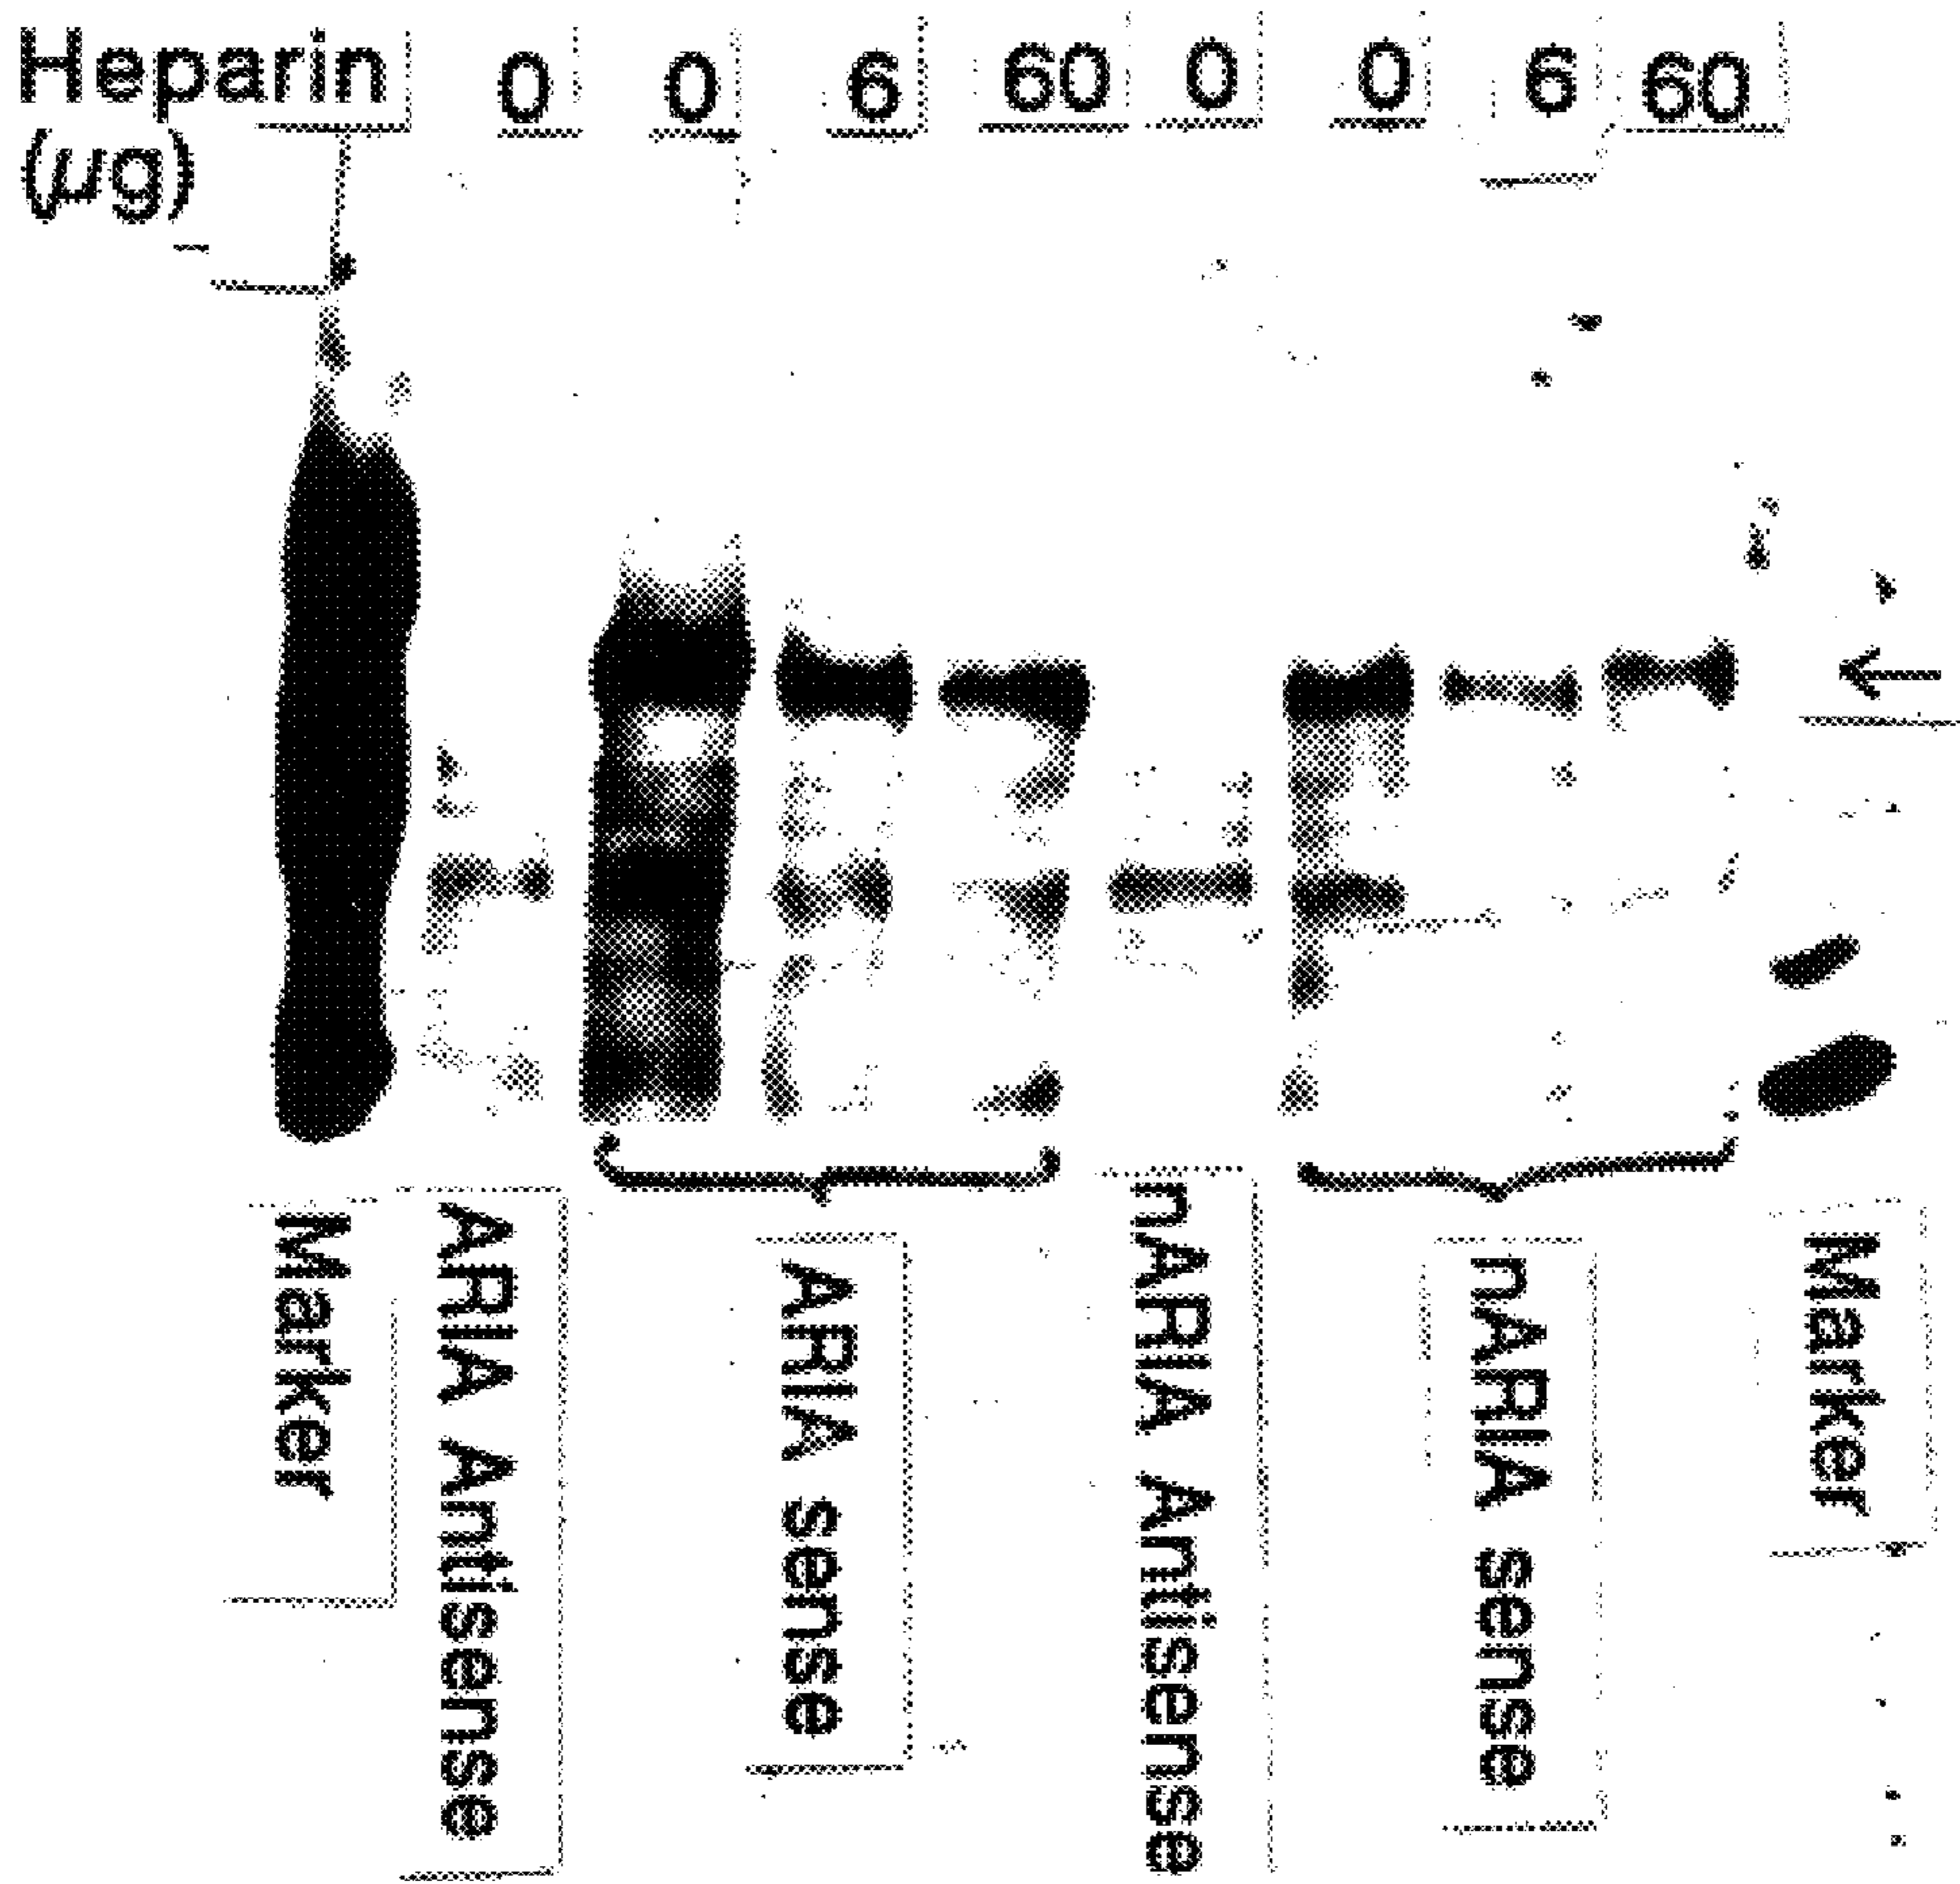 Heparin 0 0 6 60 0 0 6 60
(µg)
←
Marker
ARIA Antisense
ARIA sense
nARIA Antisense
nARIA sense
Marker